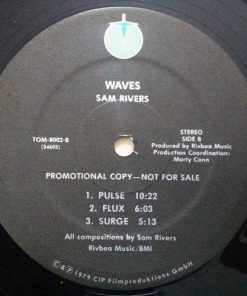 WAVES
SAM RIVERS
TOM-8002-B
(34602)
STEREO
SIDE B
Produced by Rivbea Music
Production Coordination:
Marty Cann
PROMOTIONAL COPY—NOT FOR SALE
1. PULSE 10:22
2. FLUX 6:03
3. SURGE 5:13
All compositions by Sam Rivers
Rivbea Music/BMI
©&℗ 1979 CIP Filmproduktions GmbH